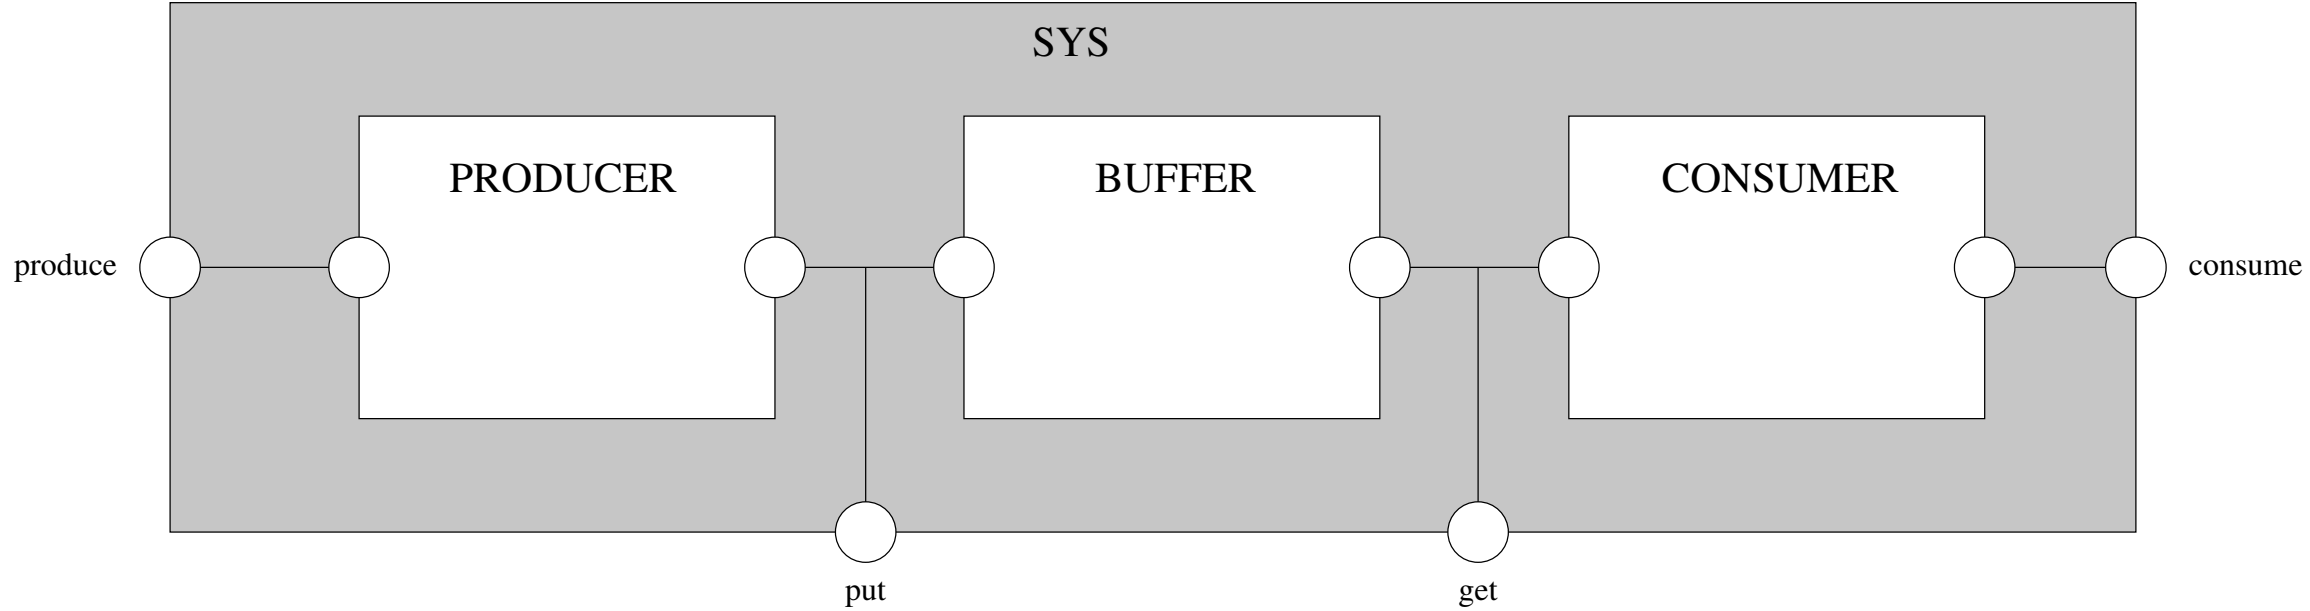 SYS
PRODUCER
BUFFER
CONSUMER
produce
consume
put
get